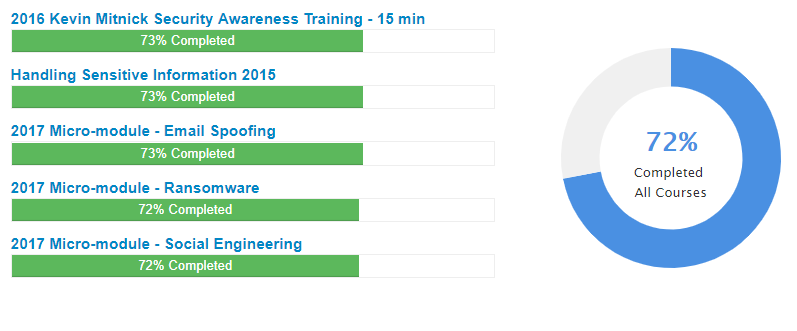 2016 Kevin Mitnick Security Awareness Training - 15 min
73% Completed
Handling Sensitive Information 2015
73% Completed
2017 Micro-module - Email Spoofing
73% Completed
2017 Micro-module - Ransomware
72% Completed
2017 Micro-module - Social Engineering
72% Completed
72%
Completed
All Courses